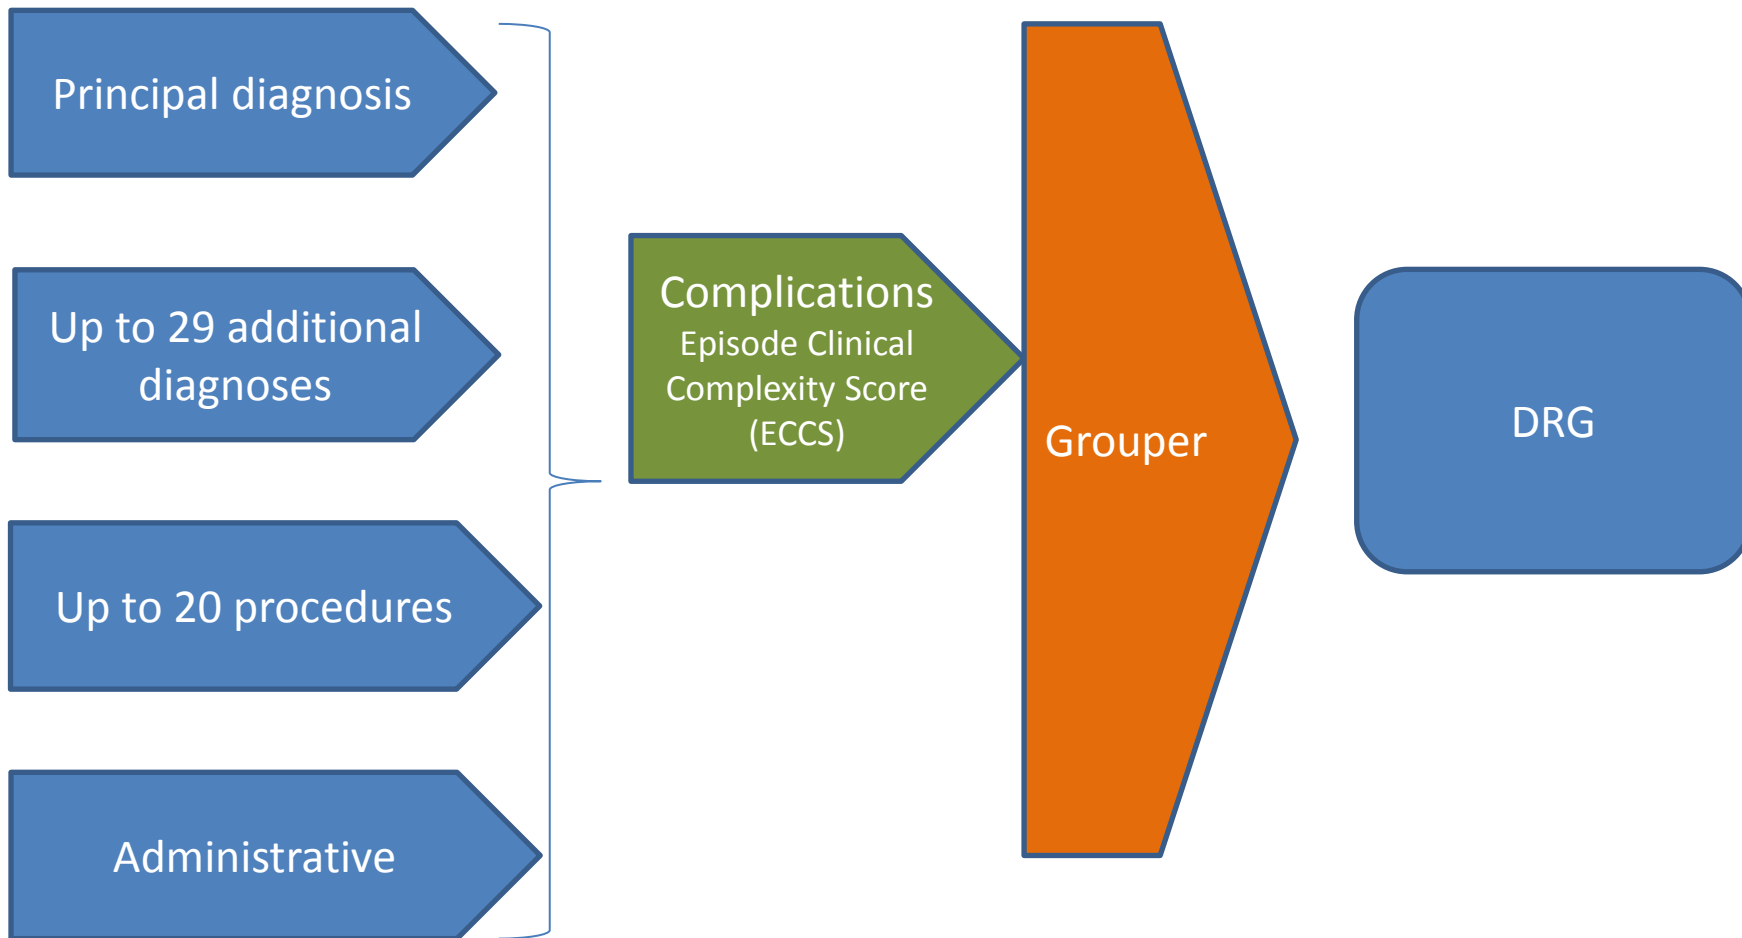 Principal diagnosis
Up to 29 additional
diagnoses
Up to 20 procedures
Administrative
Complications
Episode Clinical
Complexity Score
(ECCS)
Grouper
DRG